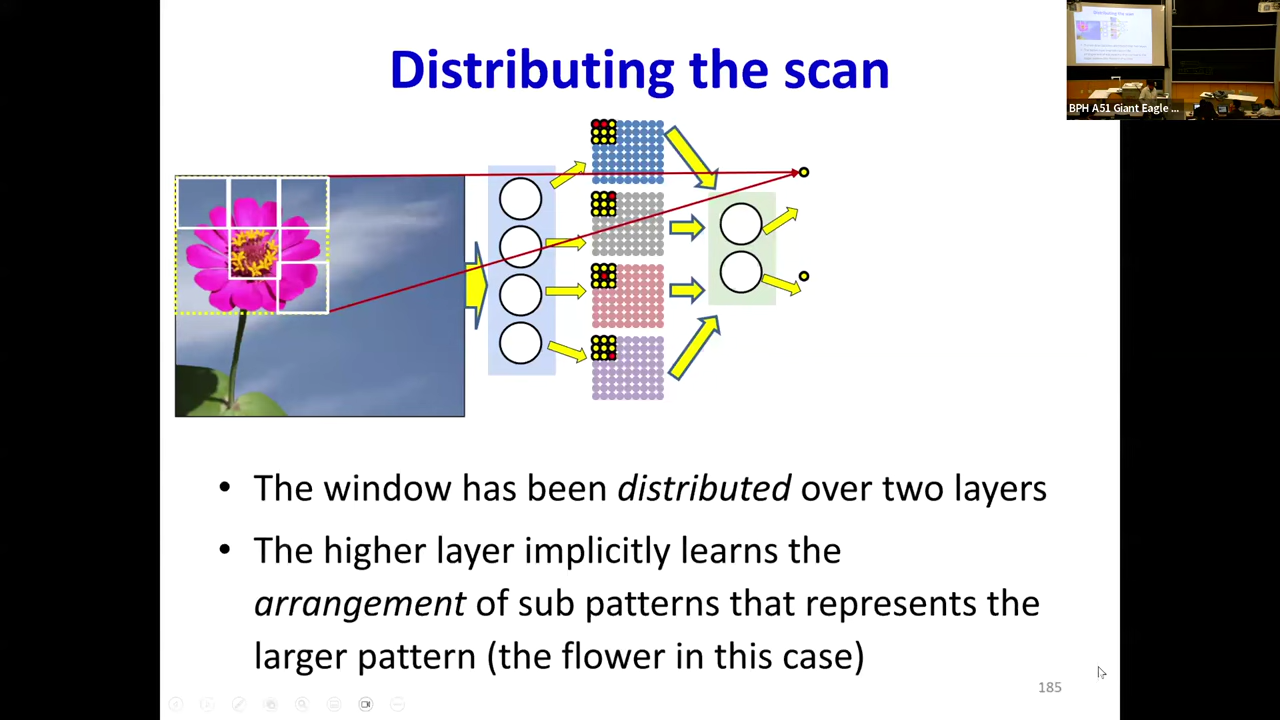 Distributing the scan
BPH A51 Giant Eagle ...
• The window has been distributed over two layers
• The higher layer implicitly learns the
arrangement of sub patterns that represents the
larger pattern (the flower in this case)
185